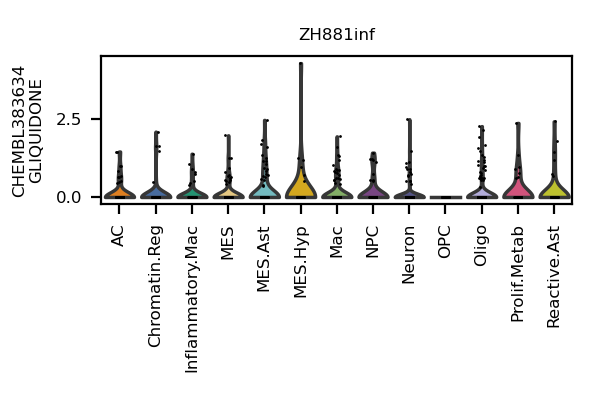 ZH881inf
CHEMBL383634
GLIQUIDONE
2.5
0.0
AC
Chromatin.Reg
Inflammatory.Mac
MES
MES.Ast
MES.Hyp
Mac
NPC
Neuron
OPC
Oligo
Prolif.Metab
Reactive.Ast